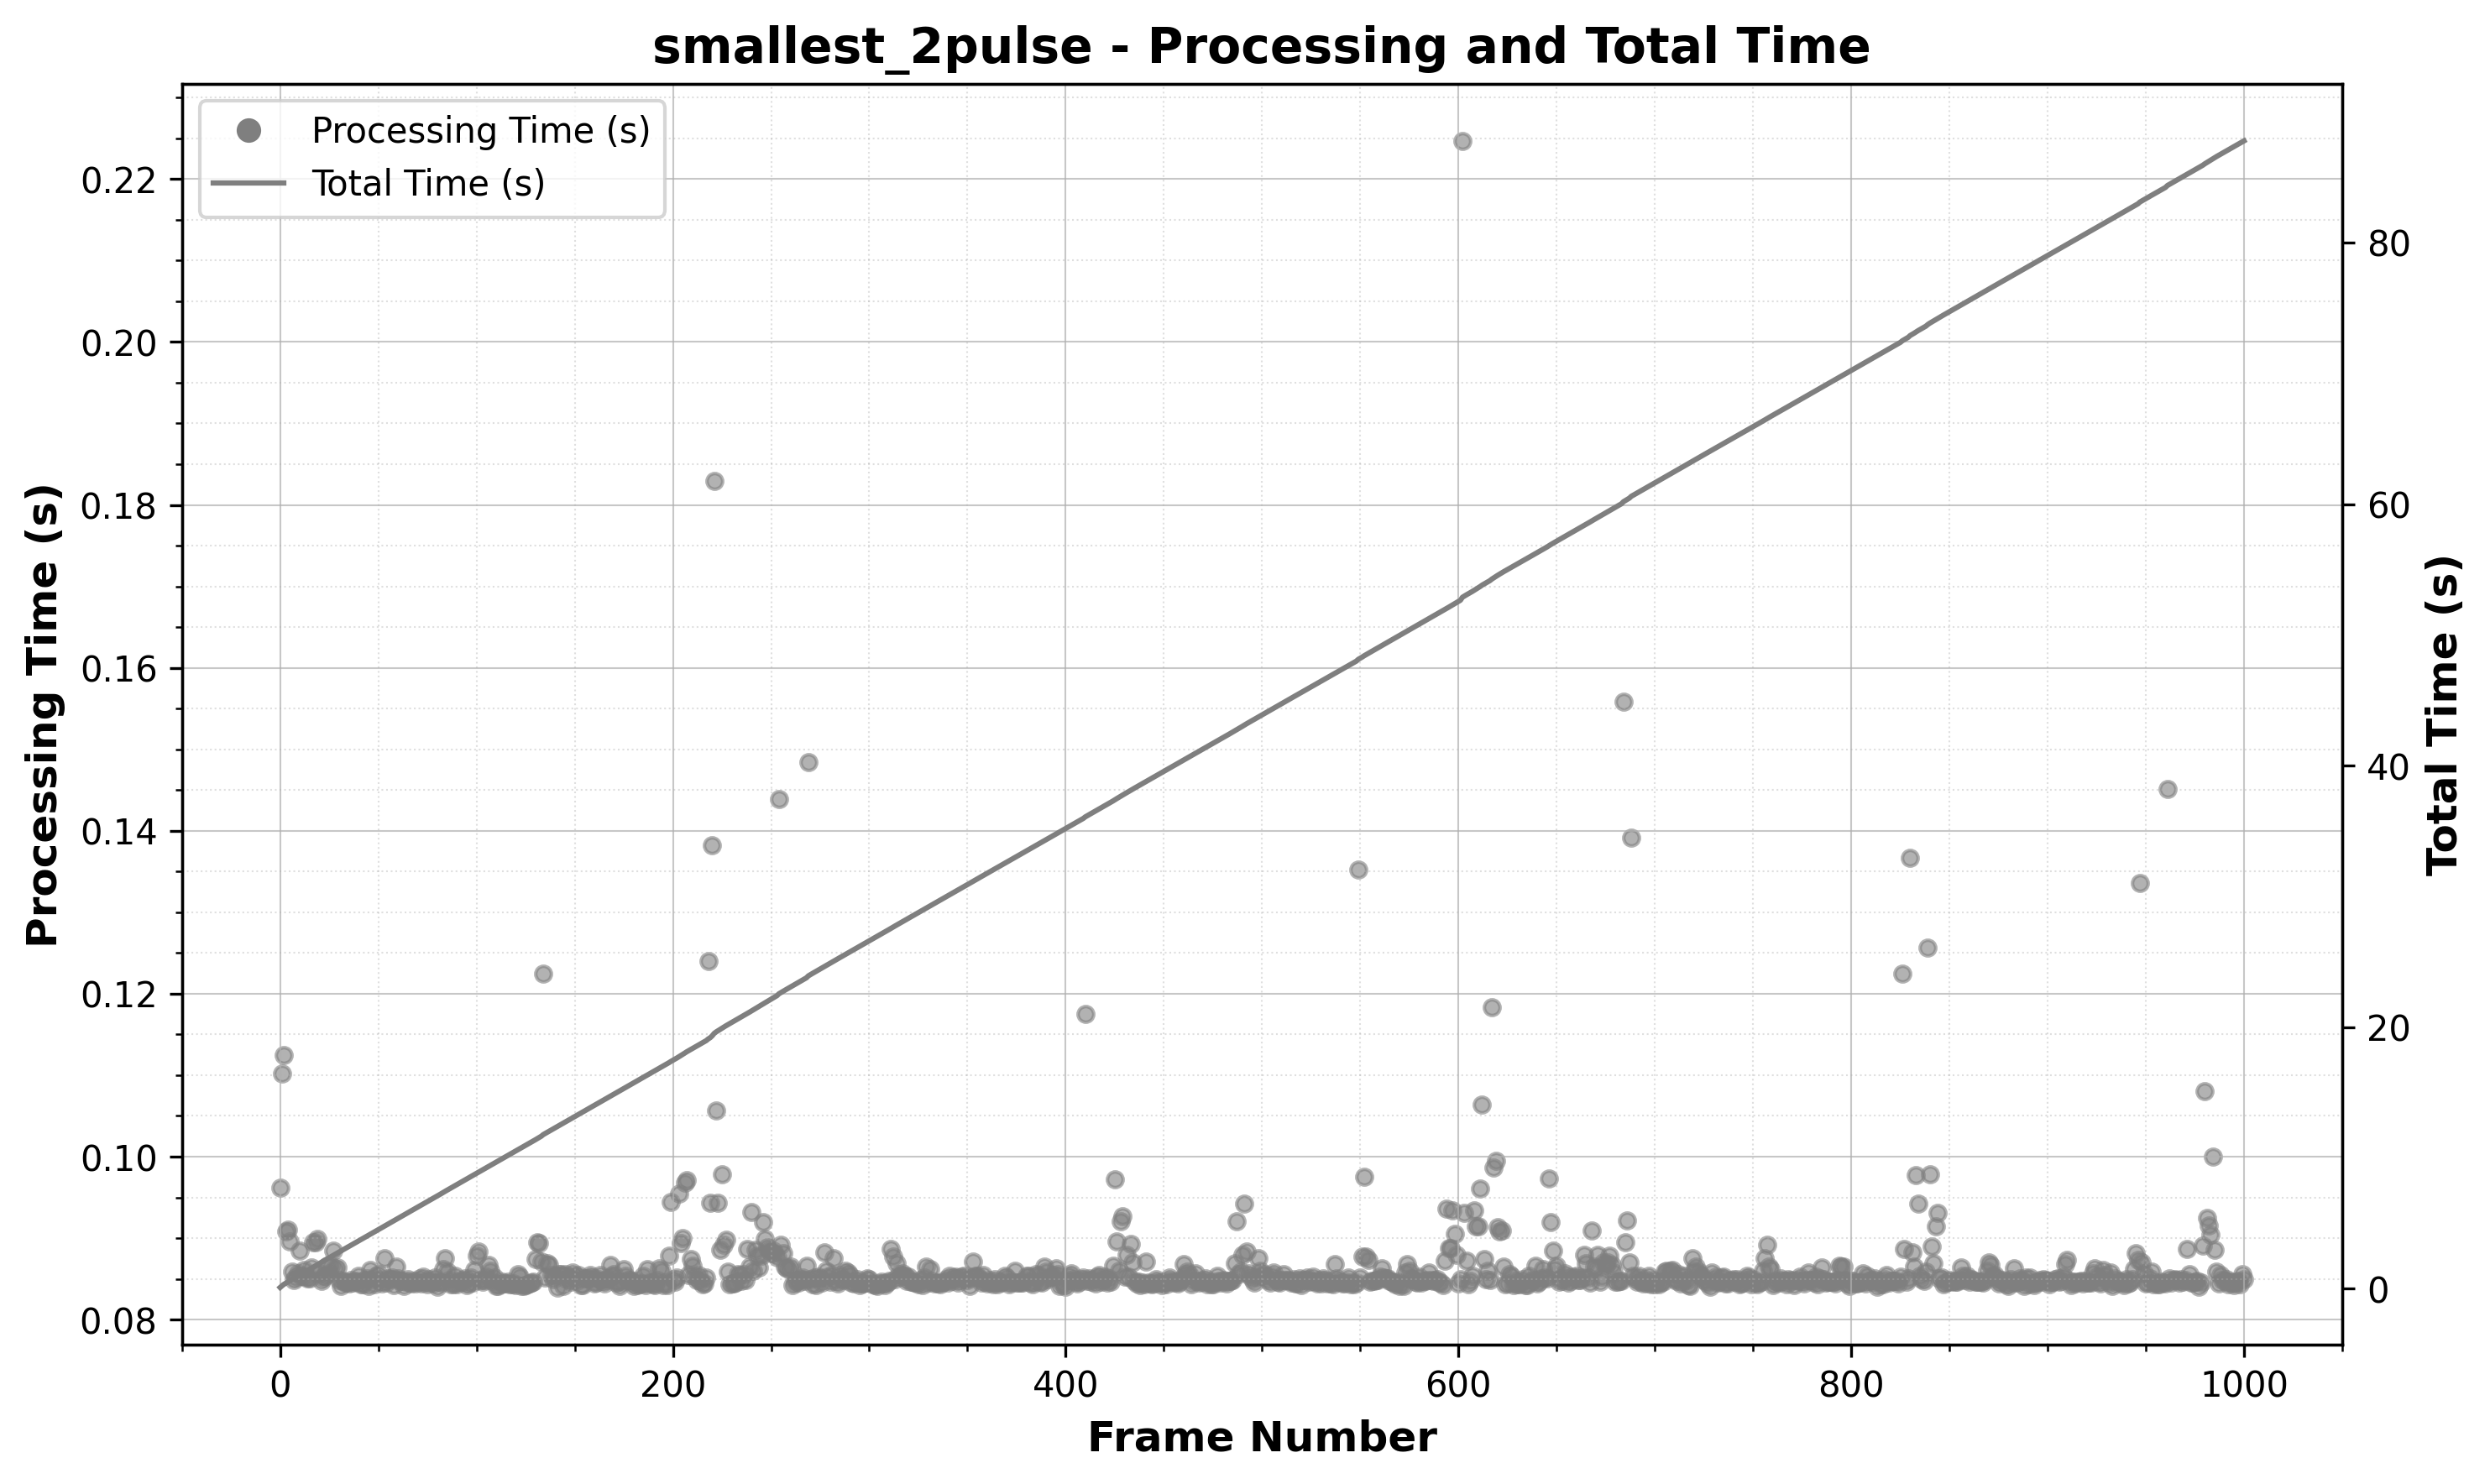 smallest_2pulse - Processing and Total Time
Processing Time (s)
Total Time (s)
0.22
0.20
0.18
0.16
0.14
0.12
0.10
0.08
Processing Time (s)
80
60
40
20
0
Total Time (s)
0 200 400 600 800 1000
Frame Number